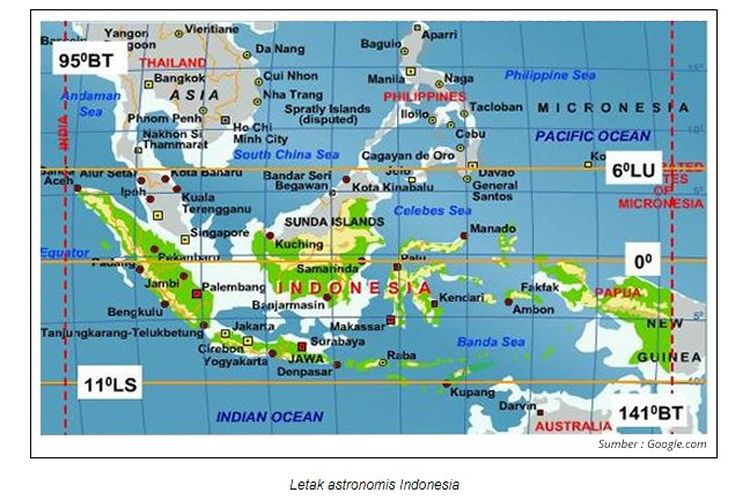 Yangon
Vientiane
Da Nang
Aparri
Baguio
95⁰BT
THAILAND
Bangkok
Qui Nhon
Manila
Naga
Philippine Sea
Andaman
Sea
ASIA
Nha Trang
PHILIPPINES
MICRONESIA
Spratly Islands
(disputed)
Tacloban
Phnom Penh
Iloilo
Nakhon Si
Thammarat
Ho Chi
Minh City
Cebu
PACIFIC OCEAN
INDIA
South China Sea
Cagayan de Oro
Alur Setar
Kota Baharu
Bandar Seri
Begawan
Jolo
Davao
6⁰LU
Aceh
Ipoh
Kota Kinabalu
General
Santos
OF
MICRONESIA
Kuala
Terengganu
SUNDA ISLANDS
Celebes Sea
Singapore
Kuching
Manado
Equator
Pekanbaru
Padang
Samarinda
Palu
0⁰
Jambi
Palembang
INDONESIA
Fakfak
PAPUA
Bengkulu
Banjarmasin
Kendari
Ambon
Tanjungkarang-Telukbetung
Jakarta
Makassar
NEW
GUINEA
Cirebon
Surabaya
Banda Sea
Yogyakarta
JAWA
Denpasar
Raba
11⁰LS
Kupang
INDIAN OCEAN
Darvin
141⁰BT
AUSTRALIA
Sumber : Google.com
Letak astronomis Indonesia